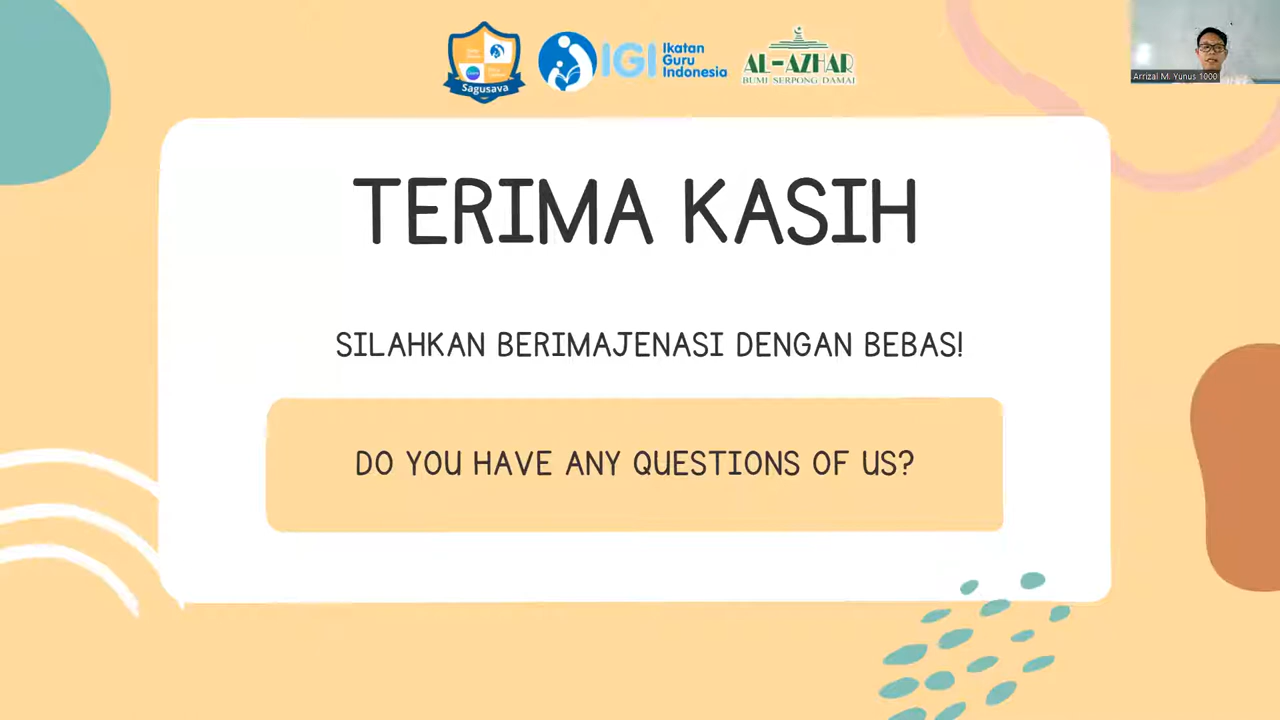 Sagusava
IGI
Ikatan
Guru
Indonesia
AL-AZHAR
BUMI SERPONG DAMAI
Arrizal M. Yunus 1000
TERIMA KASIH
SILAHKAN BERIMAJENASI DENGAN BEBAS!
DO YOU HAVE ANY QUESTIONS OF US?